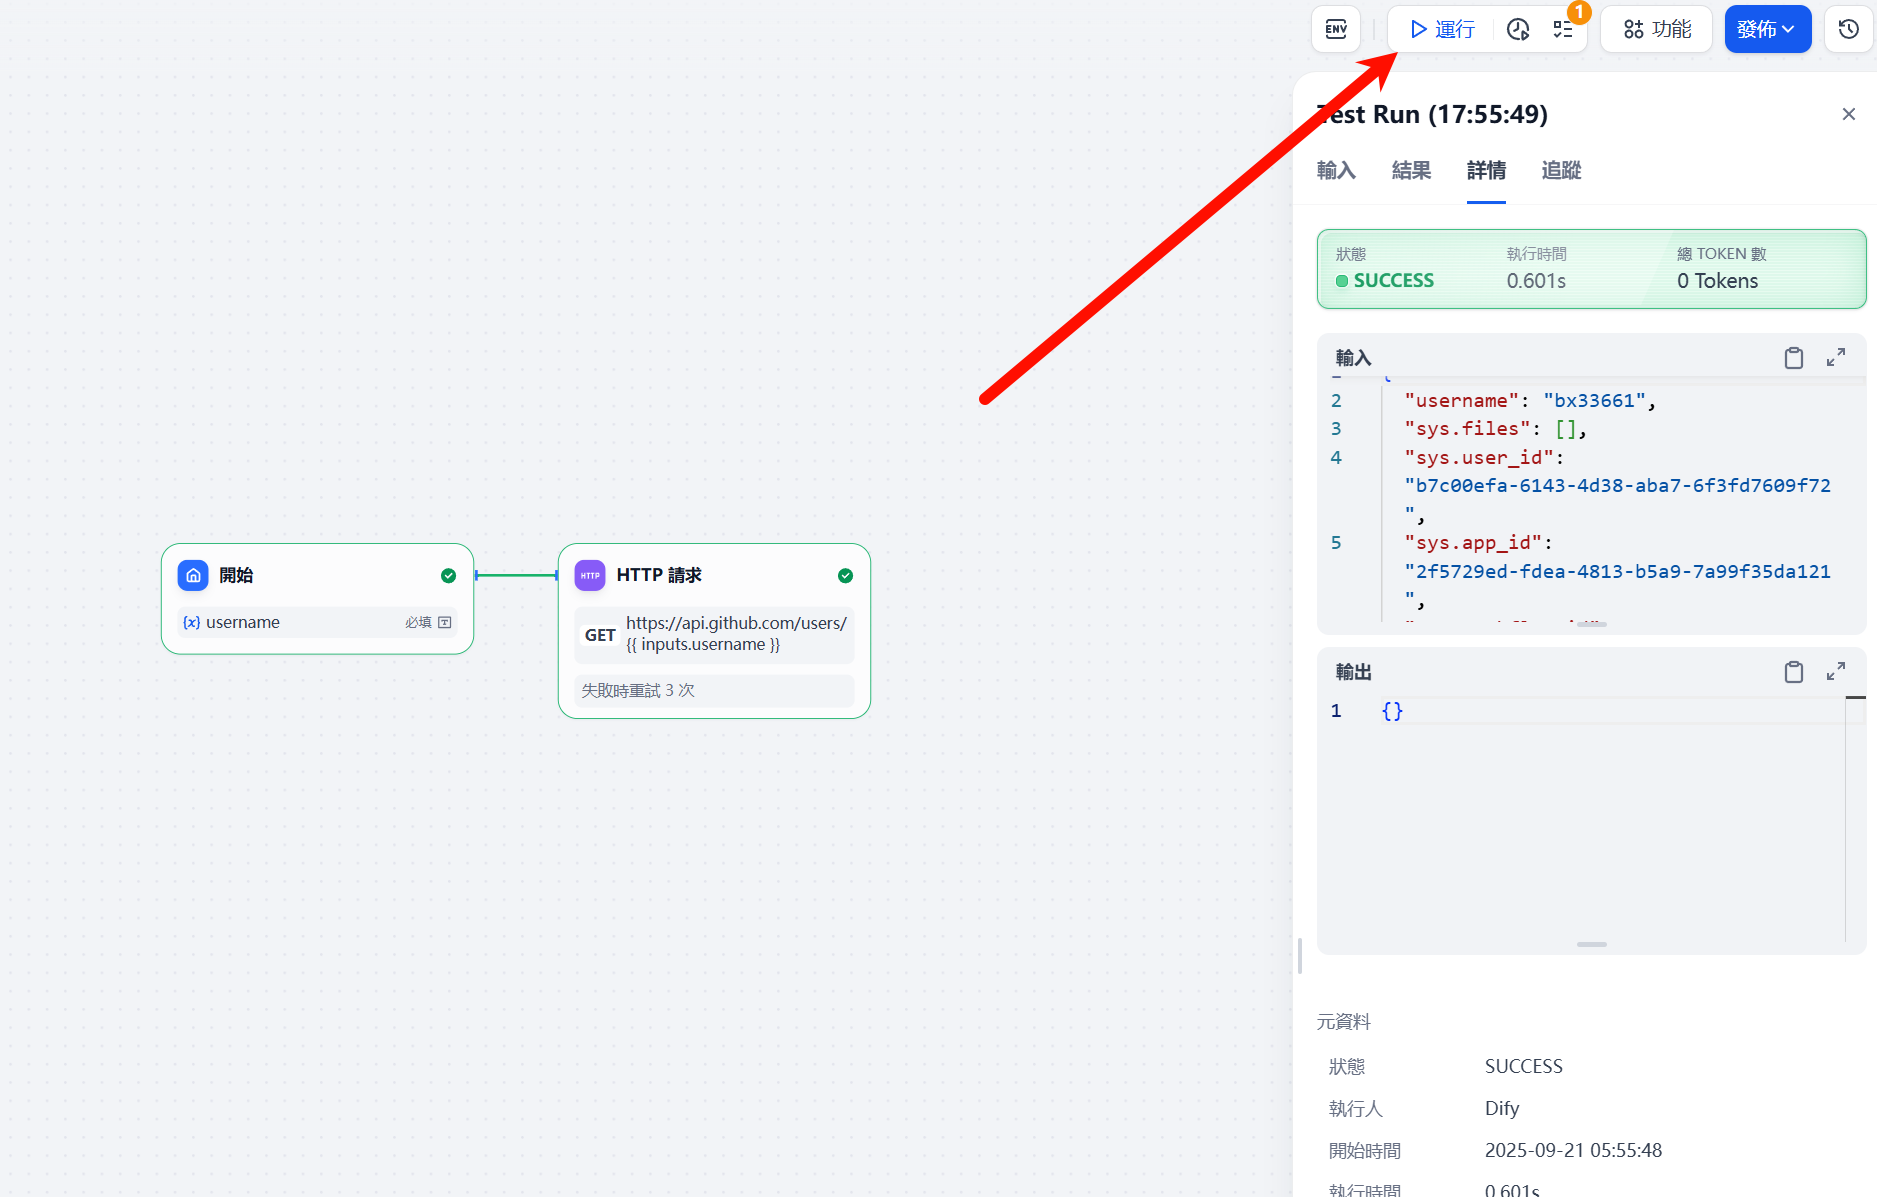 ENV
運行
1
功能
發佈
Test Run (17:55:49)
輸入
結果
詳情
追蹤
狀態
執行時間
總 TOKEN 數
SUCCESS
0.601s
0 Tokens
輸入
2 "username": "bx33661",
3 "sys.files": [],
4 "sys.user_id":
"b7c00efa-6143-4d38-aba7-6f3fd7609f72
",
5 "sys.app_id":
"2f5729ed-fdea-4813-b5a9-7a99f35da121
",
輸出
1 {}
元資料
狀態 SUCCESS
執行人 Dify
開始時間 2025-09-21 05:55:48
執行時間 0.601s
開始
{x} username
必填
HTTP
HTTP 請求
GET
https://api.github.com/users/
{{ inputs.username }}
失敗時重試 3 次